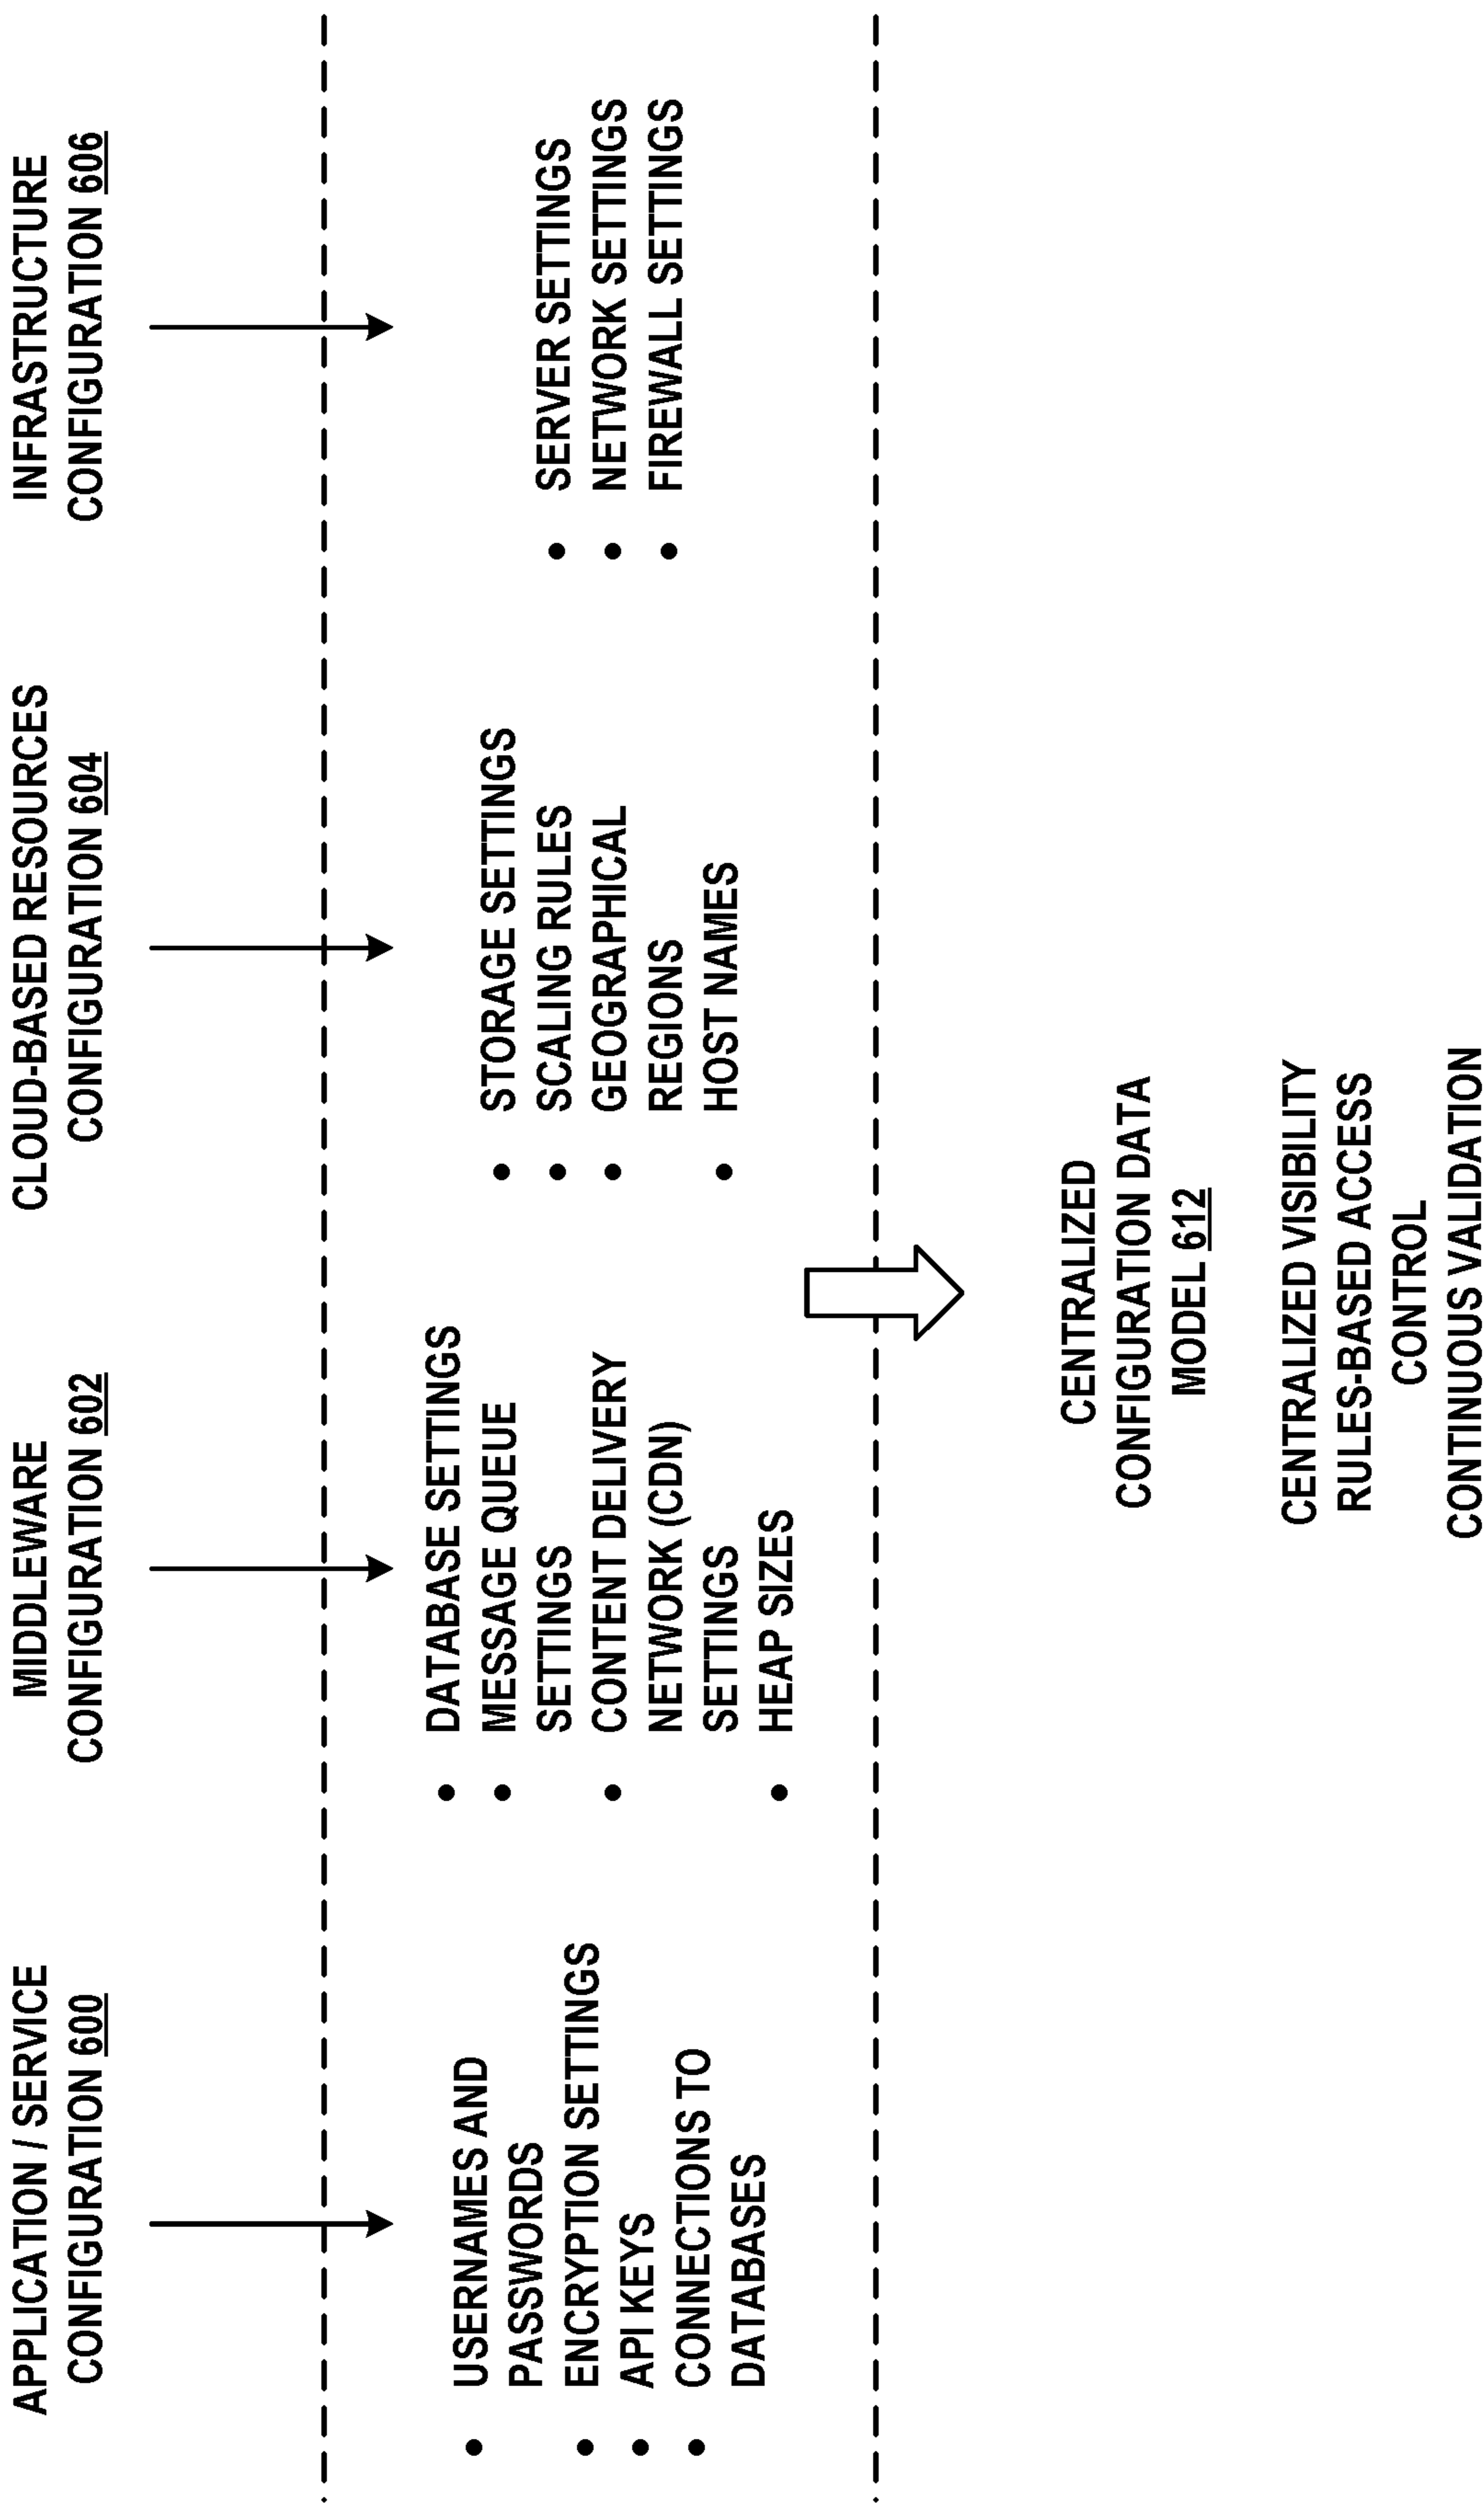 APPLICATION / SERVICE
CONFIGURATION 600
MIDDLEWARE
CONFIGURATION 602
CLOUD-BASED RESOURCES
CONFIGURATION 604
INFRASTRUCTURE
CONFIGURATION 606
• USERNAMES AND
PASSWORDS
• ENCRYPTION SETTINGS
• API KEYS
• CONNECTIONS TO
DATABASES
• DATABASE SETTINGS
• MESSAGE QUEUE
SETTINGS
• CONTENT DELIVERY
NETWORK (CDN)
SETTINGS
• HEAP SIZES
• STORAGE SETTINGS
• SCALING RULES
• GEOGRAPHICAL
REGIONS
• HOST NAMES
• SERVER SETTINGS
• NETWORK SETTINGS
• FIREWALL SETTINGS
CENTRALIZED
CONFIGURATION DATA
MODEL 612
CENTRALIZED VISIBILITY
RULES-BASED ACCESS
CONTROL
CONTINUOUS VALIDATION